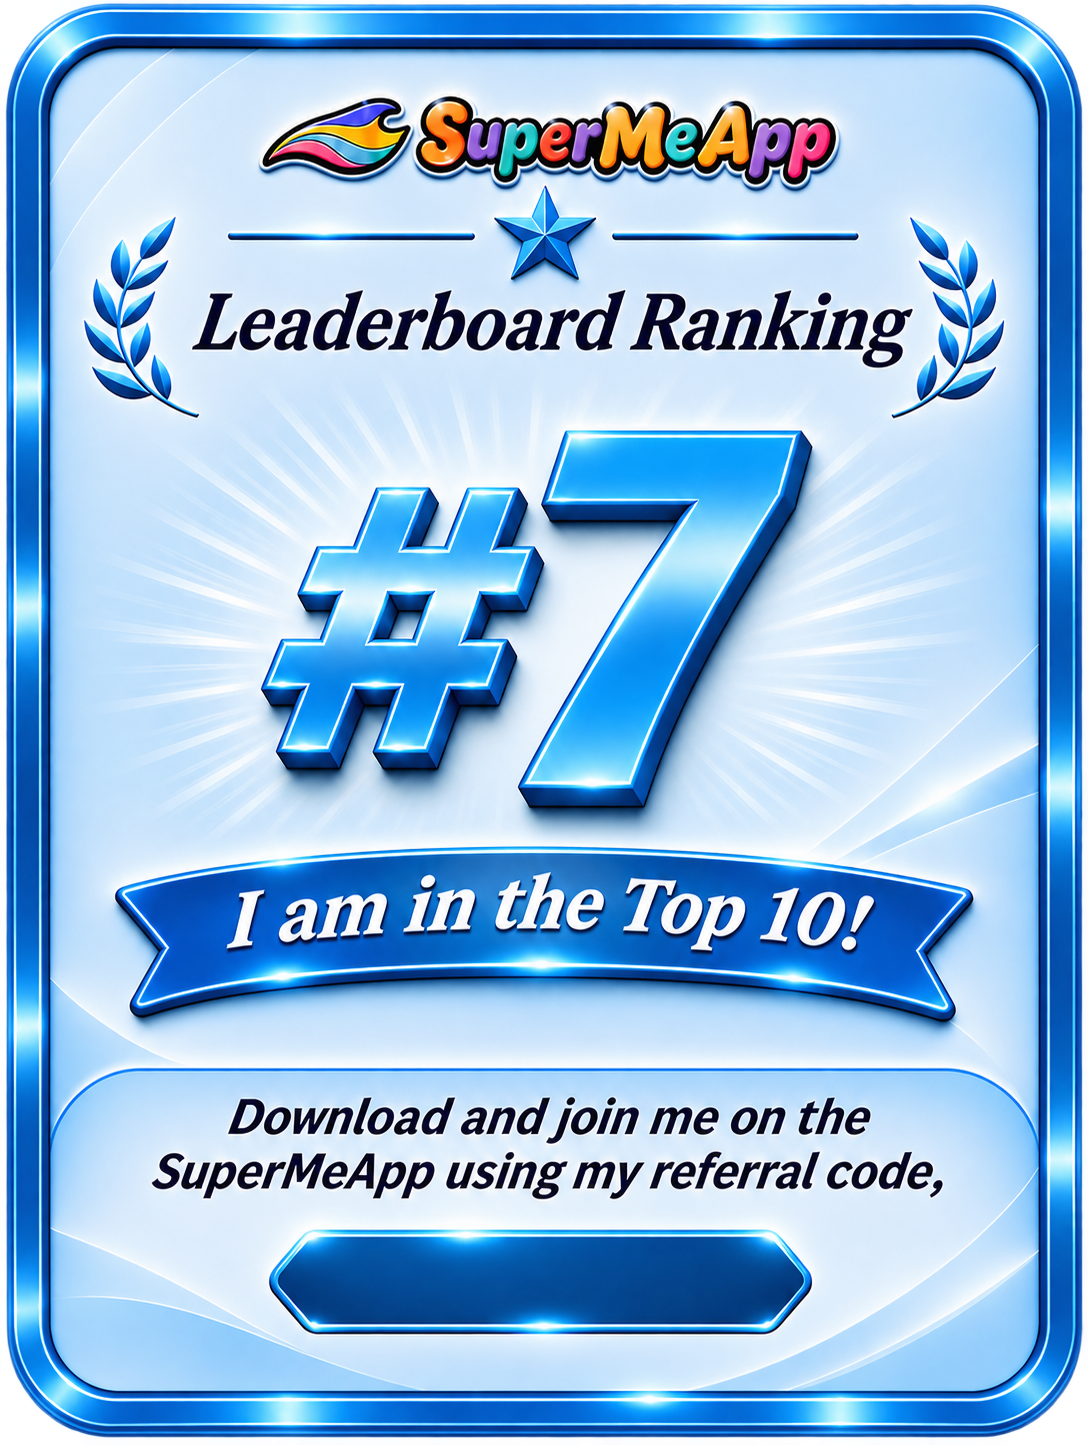 SuperMeApp
Leaderboard Ranking
#7
I am in the Top 10!
Download and join me on the
SuperMeApp using my referral code,